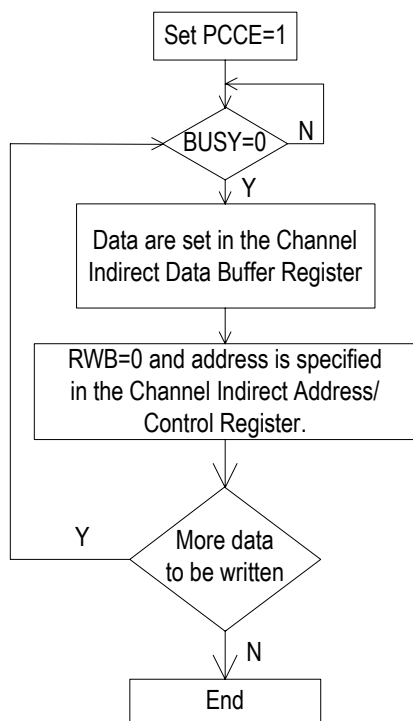 Set PCCE=1
N
BUSY=0
Y
Data are set in the Channel
Indirect Data Buffer Register
RWB=0 and address is specified
in the Channel Indirect Address/
Control Register.
Y
More data
to be written
N
End